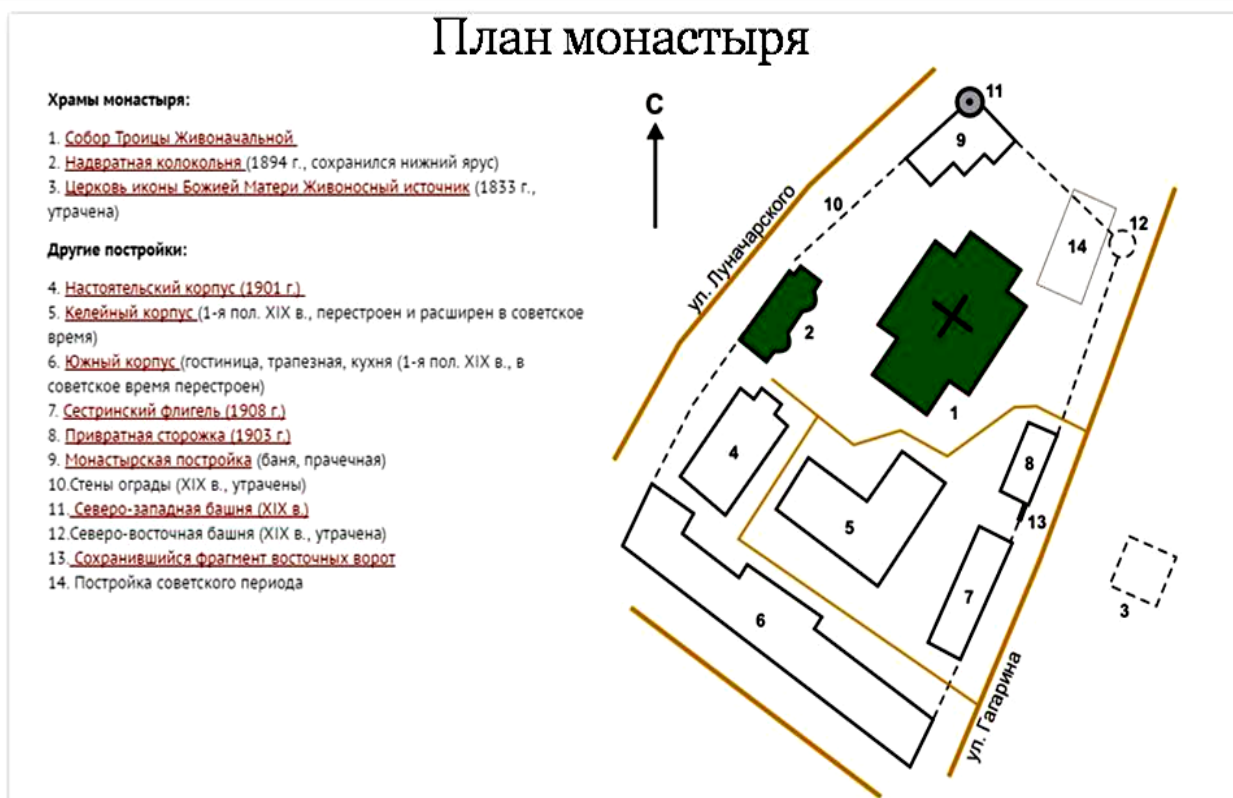 План монастыря
Храмы монастыря:
1. Собор Троицы Живоначальной
2. Надвратная колокольня (1894 г., сохранился нижний ярус)
3. Церковь иконы Божией Матери Живоносный источник (1833 г.,
утрачена)
Другие постройки:
4. Настоятельский корпус (1901 г.)
5. Келейный корпус (1-я пол. XIX в., перестроен и расширен в советское
время)
6. Южный корпус (гостиница, трапезная, кухня (1-я пол. XIX в., в
советское время перестроен)
7. Сестринский флигель (1908 г.)
8. Привратная сторожка (1903 г.)
9. Монастырская постройка (баня, прачечная)
10.Стены ограды (XIX в., утрачены)
11. Северо-западная башня (XIX в.)
12.Северо-восточная башня (XIX в., утрачена)
13. Сохранившийся фрагмент восточных ворот
14. Постройка советского периода
С
11
9
10
12
14
ул. Луначарского
2
1
4
8
5
13
7
3
6
ул. Гагарина